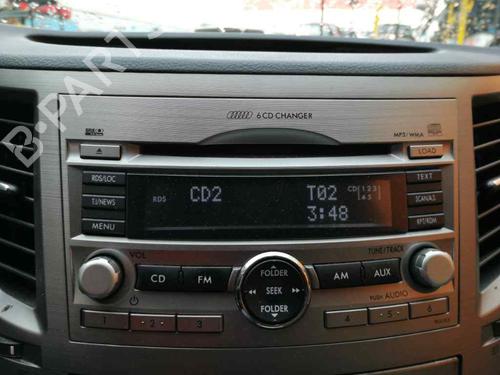 B-PARTS
6 CD CHANGER
MP3/WMA
LOAD
RDS/LOC
TEXT
TJ/NEWS
SCAN/AS
MENU
RPT/RDM
RDS
CD2
T02
CD 1 2 3
4 5
3:48
VOL
TUNE/TRACK
CD
FM
FOLDER
SEEK
FOLDER
AM
AUX
PUSH AUDIO
1
2
3
4
5
6